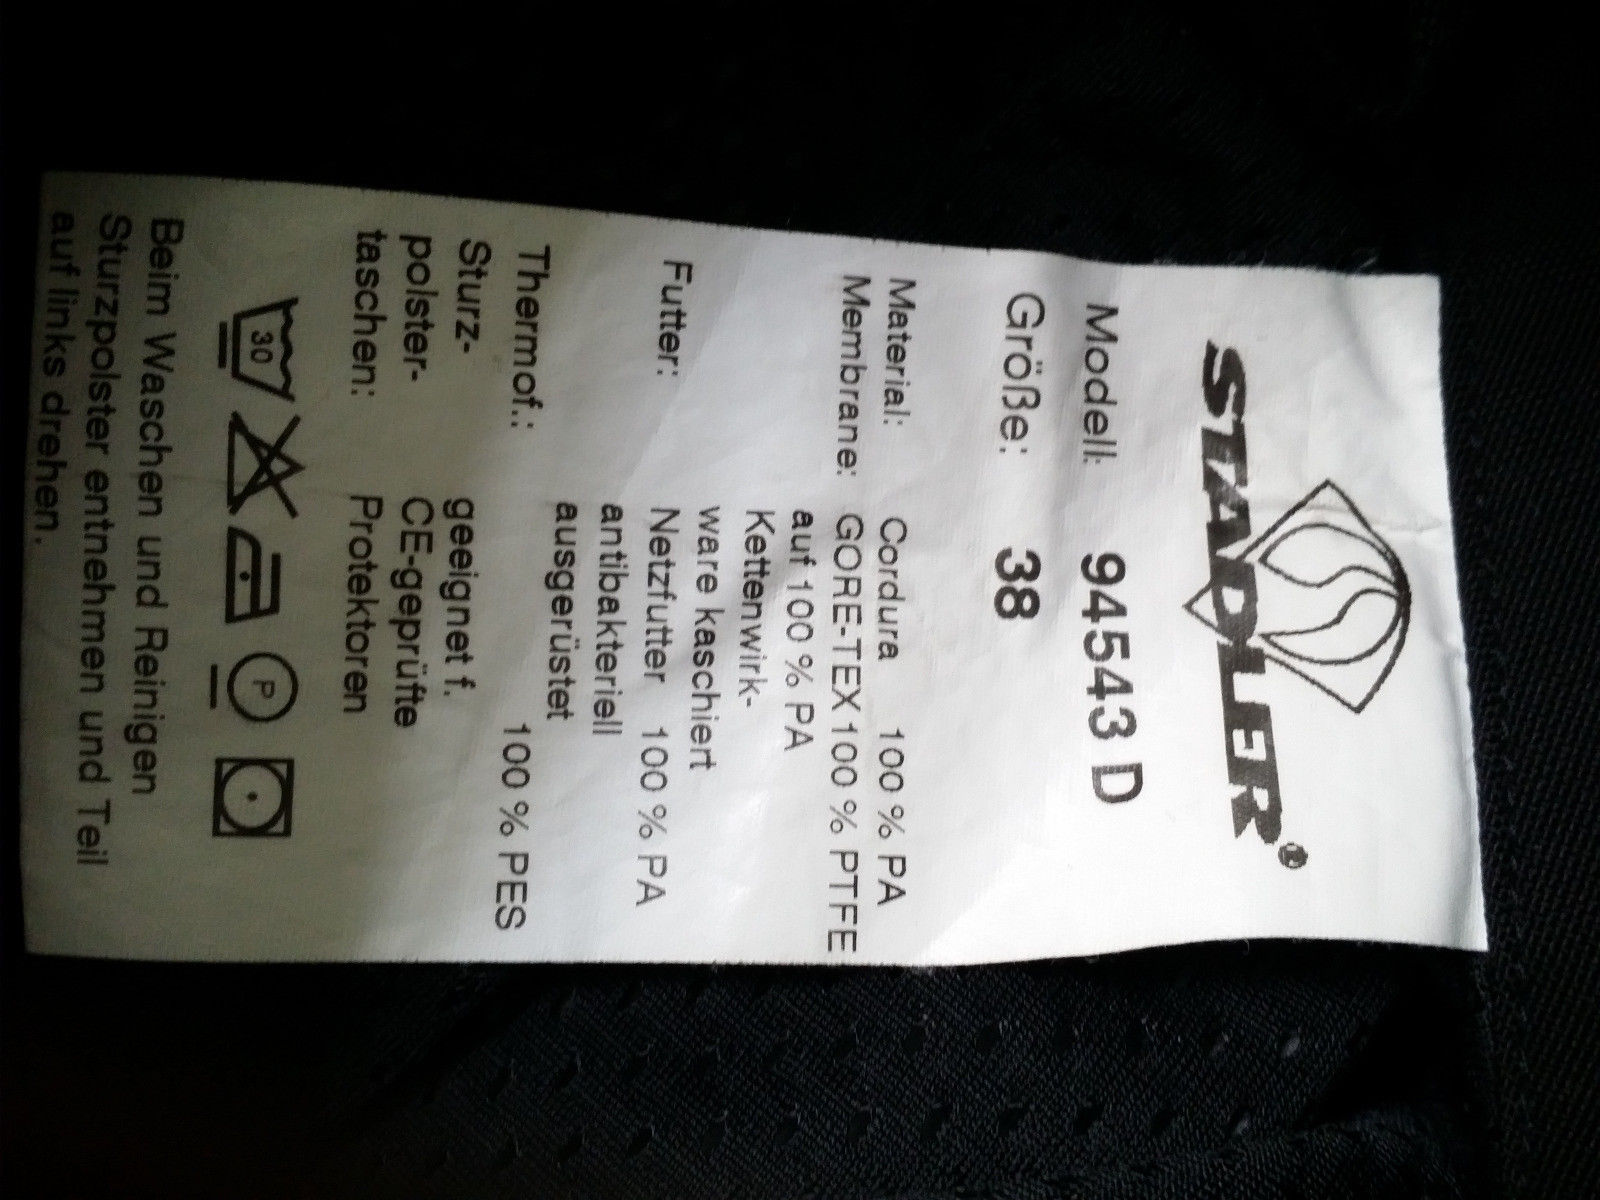 STADLER®
Modell: 94543 D
Größe: 38
Material: Cordura 100 % PA
Membrane: GORE-TEX 100 % PTFE
auf 100 % PA
Kettenwirk-
ware kaschiert
Futter: Netzfutter 100 % PA
antibakteriell
ausgerüstet
Thermof.: 100 % PES
Sturz- geeignet f.
polster- CE-geprüfte
taschen: Protektoren
30 P
Beim Waschen und Reinigen
Sturzpolster entnehmen und Teil
auf links drehen.